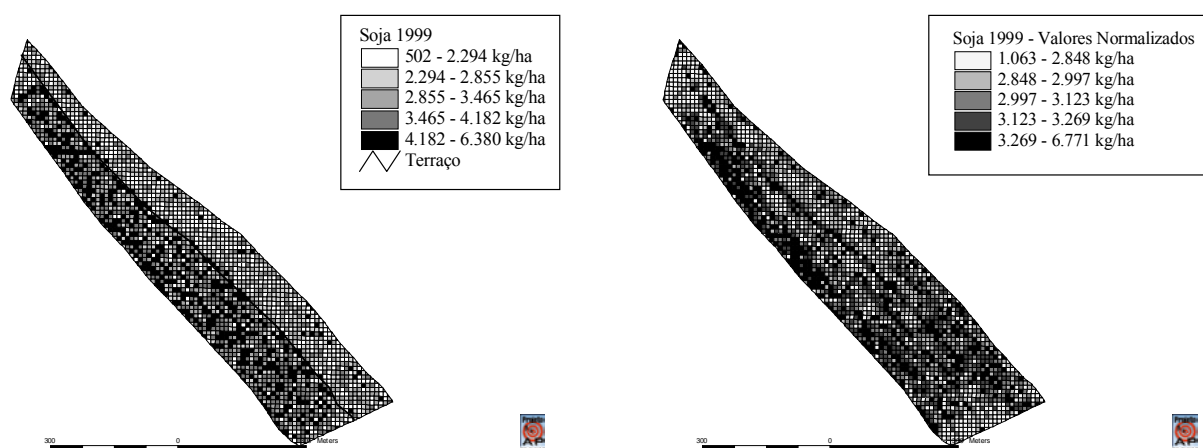 Soja 1999
502 - 2.294 kg/ha
2.294 - 2.855 kg/ha
2.855 - 3.465 kg/ha
3.465 - 4.182 kg/ha
4.182 - 6.380 kg/ha
Terraço
300 0 Meters
Soja 1999 - Valores Normalizados
1.063 - 2.848 kg/ha
2.848 - 2.997 kg/ha
2.997 - 3.123 kg/ha
3.123 - 3.269 kg/ha
3.269 - 6.771 kg/ha
300 0 Meters